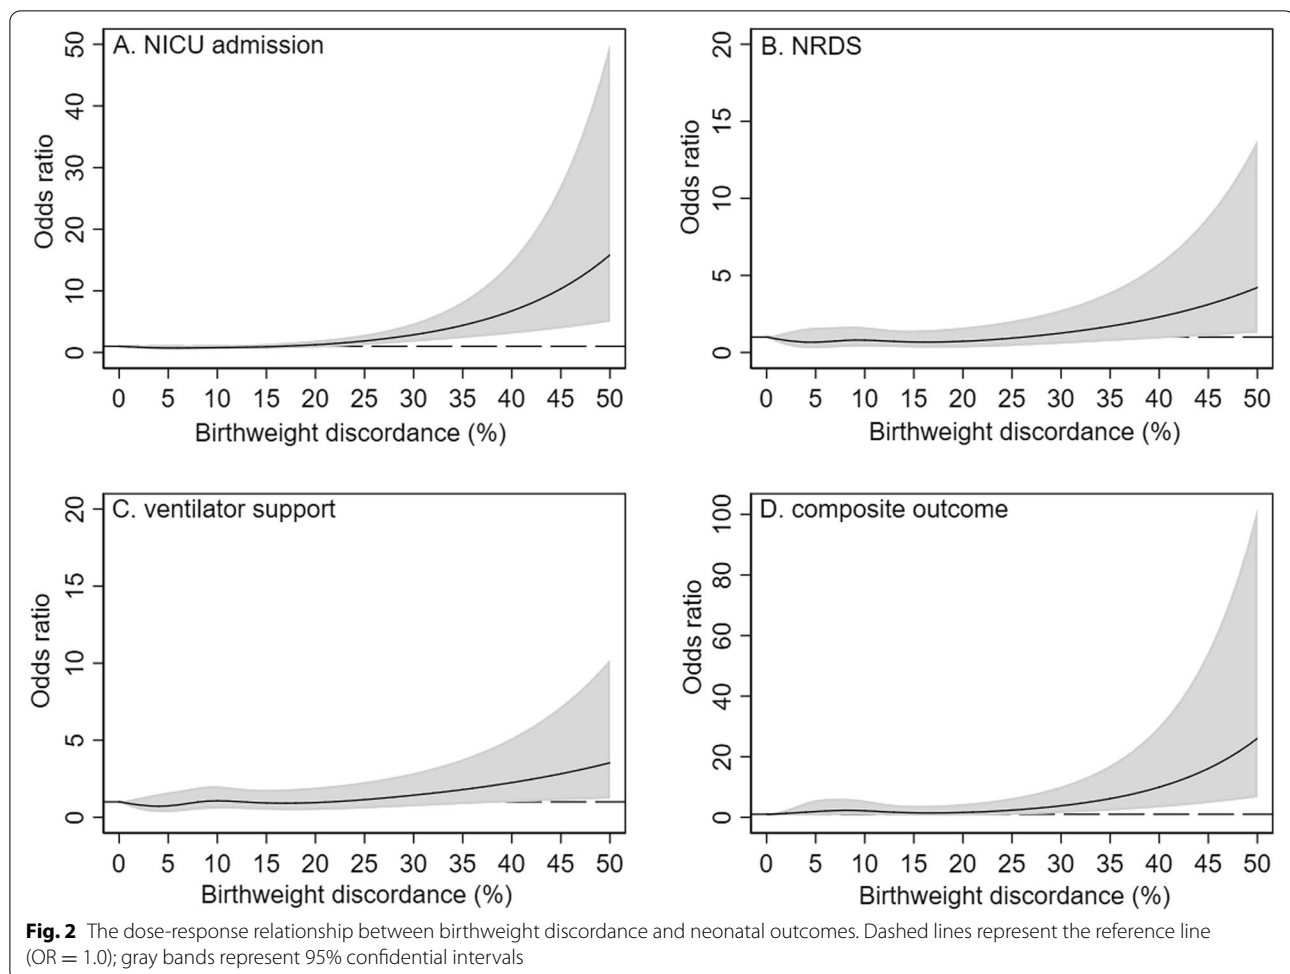 A. NICU admission
50
40
30
20
10
0
Odds ratio
0 5 10 15 20 25 30 35 40 45 50
Birthweight discordance (%)
B. NRDS
20
15
10
5
0
Odds ratio
0 5 10 15 20 25 30 35 40 45 50
Birthweight discordance (%)
C. ventilator support
20
15
10
5
0
Odds ratio
0 5 10 15 20 25 30 35 40 45 50
Birthweight discordance (%)
D. composite outcome
100
80
60
40
20
0
Odds ratio
0 5 10 15 20 25 30 35 40 45 50
Birthweight discordance (%)
Fig. 2 The dose-response relationship between birthweight discordance and neonatal outcomes. Dashed lines represent the reference line
(OR = 1.0); gray bands represent 95% confidential intervals